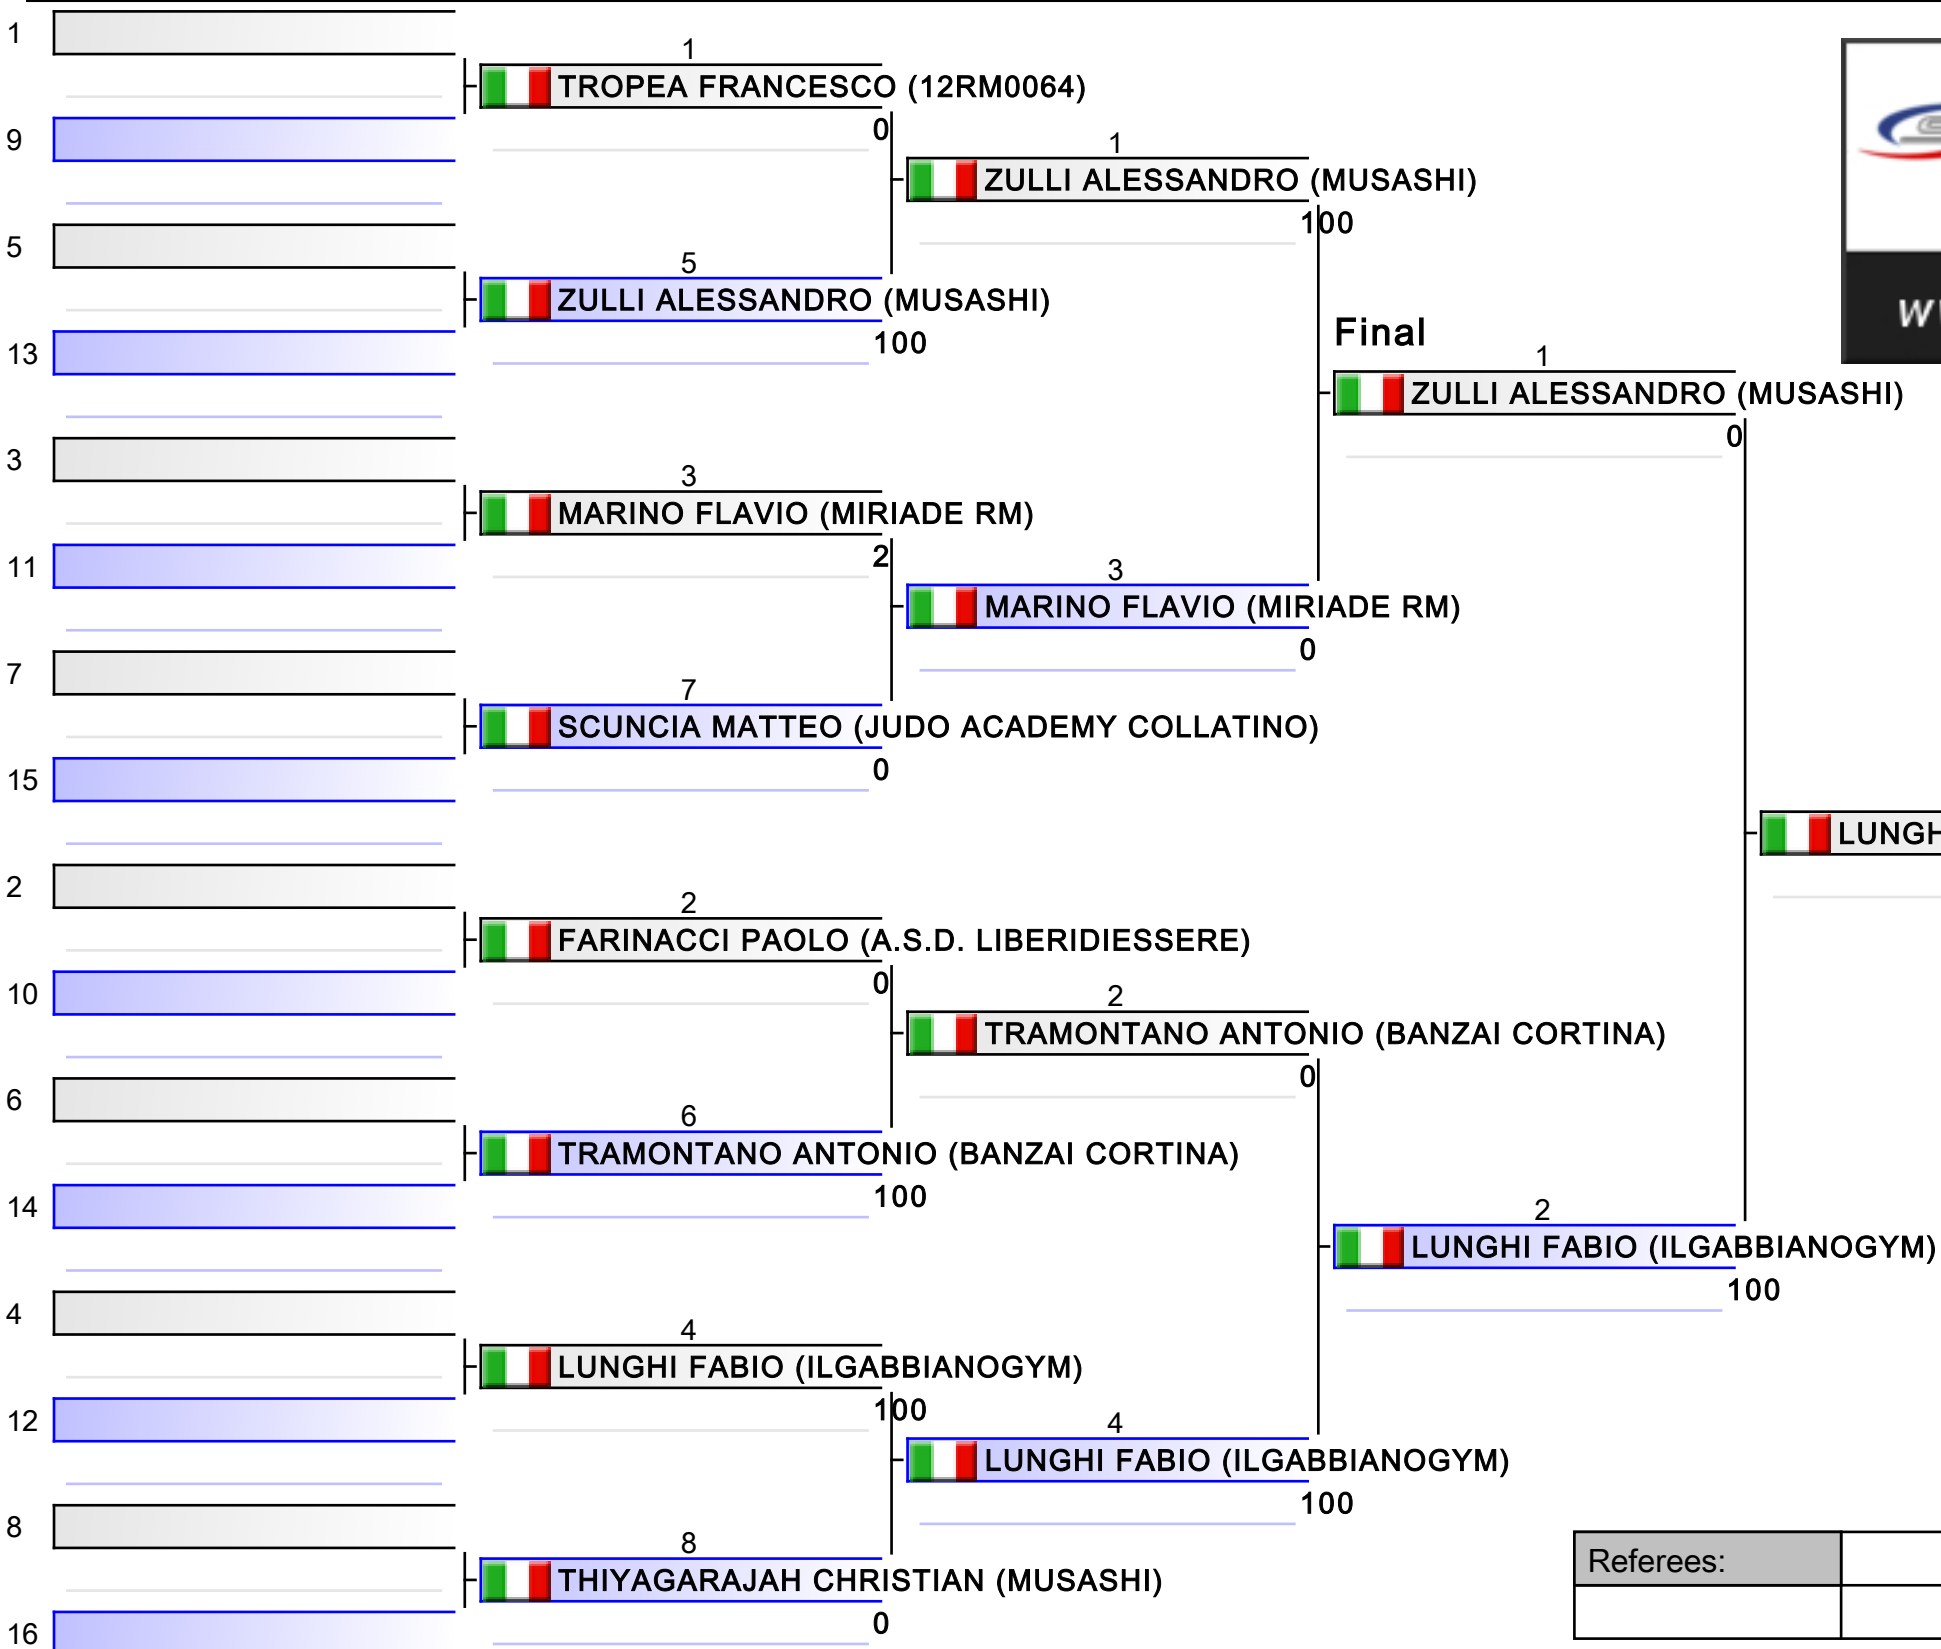 1
1
TROPEA FRANCESCO (12RM0064)
0
9
1
ZULLI ALESSANDRO (MUSASHI)
100
5
5
ZULLI ALESSANDRO (MUSASHI)
100
13
Final
1
ZULLI ALESSANDRO (MUSASHI)
0
3
3
MARINO FLAVIO (MIRIADE RM)
2
11
3
MARINO FLAVIO (MIRIADE RM)
0
7
7
SCUNCIA MATTEO (JUDO ACADEMY COLLATINO)
0
15
2
2
FARINACCI PAOLO (A.S.D. LIBERIDIESSERE)
0
10
2
TRAMONTANO ANTONIO (BANZAI CORTINA)
0
6
6
TRAMONTANO ANTONIO (BANZAI CORTINA)
100
14
2
LUNGHI FABIO (ILGABBIANOGYM)
100
4
4
LUNGHI FABIO (ILGABBIANOGYM)
100
12
4
LUNGHI FABIO (ILGABBIANOGYM)
100
8
8
THIYAGARAJAH CHRISTIAN (MUSASHI)
0
16
Referees: